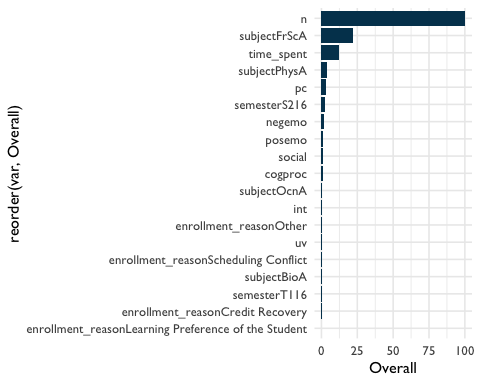 n
subjectFrScA
time_spent
subjectPhysA
pc
semesterS216
negemo
posemo
social
cogproc
subjectOcnA
int
enrollment_reasonOther
uv
enrollment_reasonScheduling Conflict
subjectBioA
semesterT116
enrollment_reasonCredit Recovery
enrollment_reasonLearning Preference of the Student
reorder(var, Overall)
0 25 50 75 100
Overall